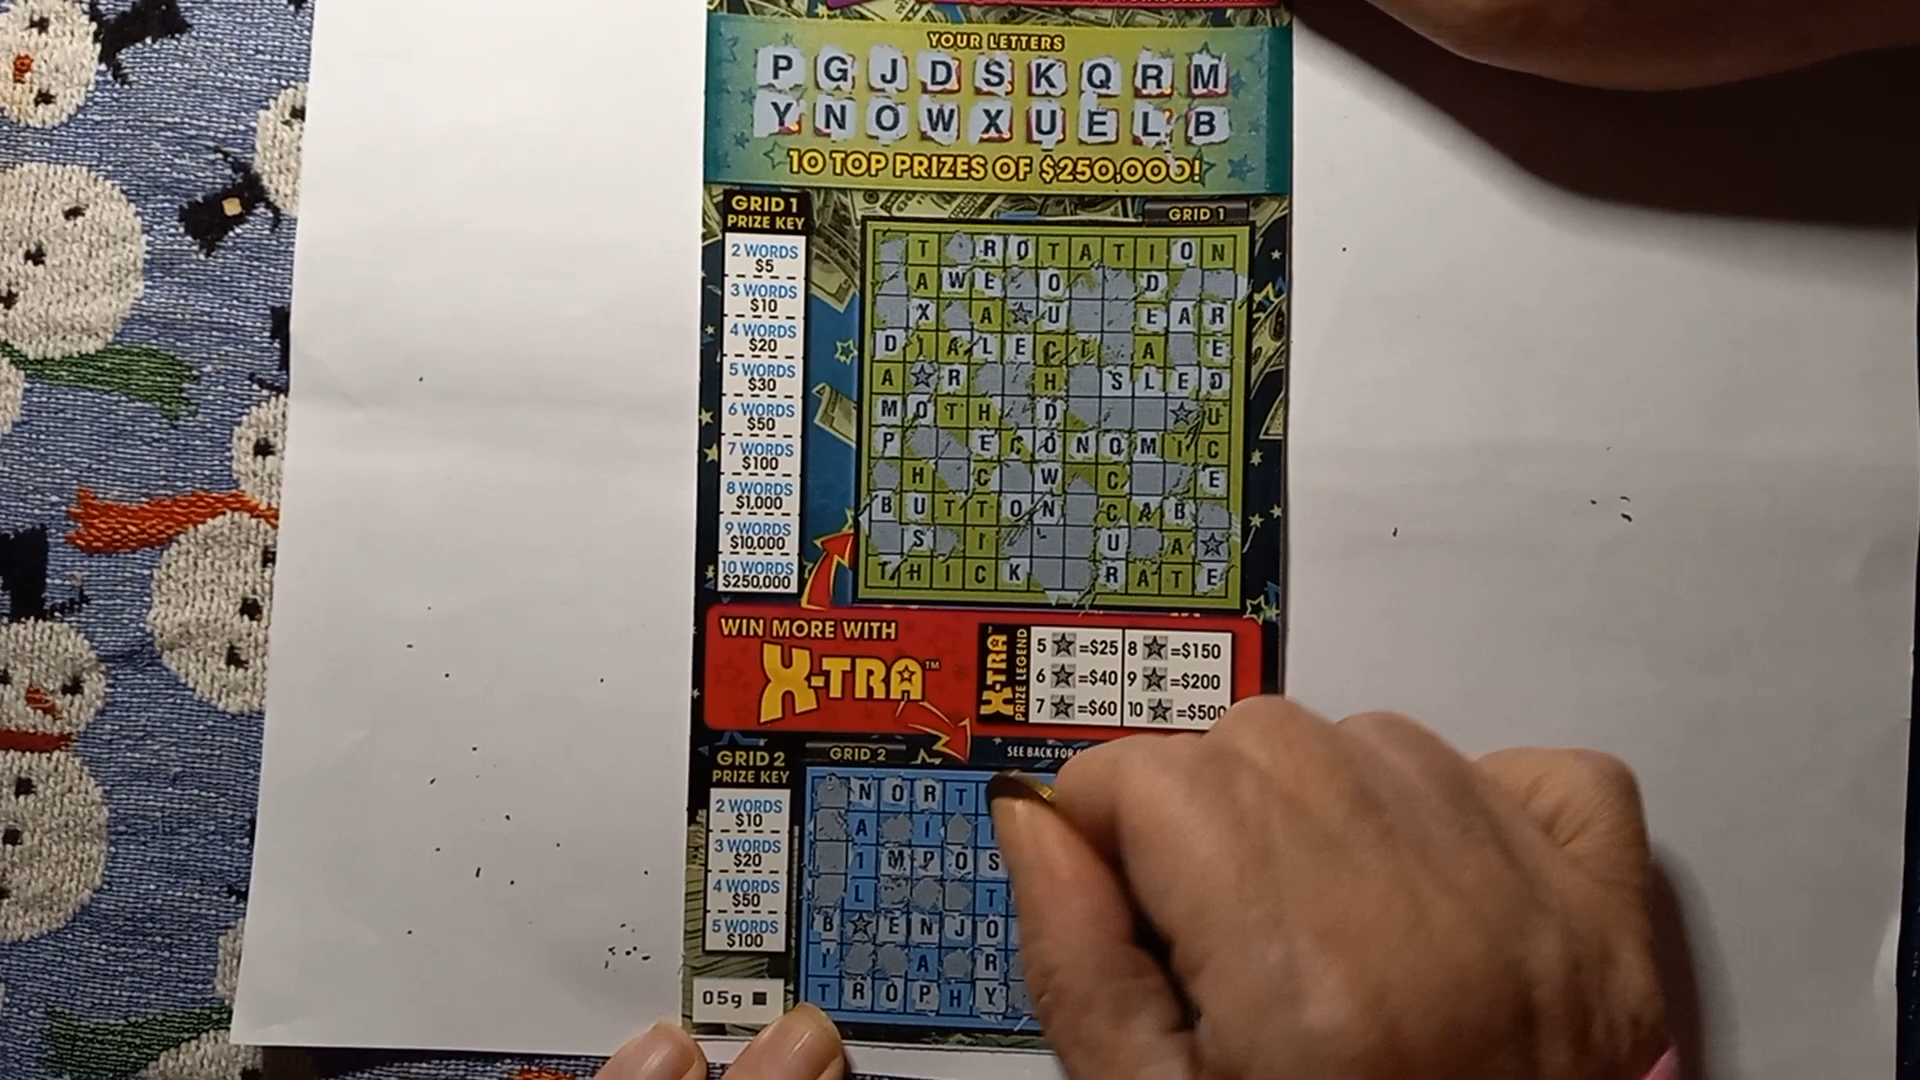 YOUR LETTERS
P G J D S K Q R M
Y N O W X U E L B
10 TOP PRIZES OF $250,000!
GRID 1
PRIZE KEY
2 WORDS
$5
3 WORDS
$10
4 WORDS
$20
5 WORDS
$30
6 WORDS
$50
7 WORDS
$100
8 WORDS
$1,000
9 WORDS
$10,000
10 WORDS
$250,000
GRID 1
T R O T A T I O N
A W E O D
X A U E A R
D I A L E C T A E
A R H S L E D
M O T H D U
P E C O N O M I C
H C W C E
B U T T O N C A B
S I U A
T H I C K R A T E
WIN MORE WITH
X-TRA™
X-TRA™
PRIZE LEGEND
5 =$25 8 =$150
6 =$40 9 =$200
7 =$60 10 =$500
SEE BACK FOR
GRID 2
PRIZE KEY
2 WORDS
$10
3 WORDS
$20
4 WORDS
$50
5 WORDS
$100
05g
GRID 2
N O R T
A I I
I M P O S
L T
B E N J O
I A R
T R O P H Y